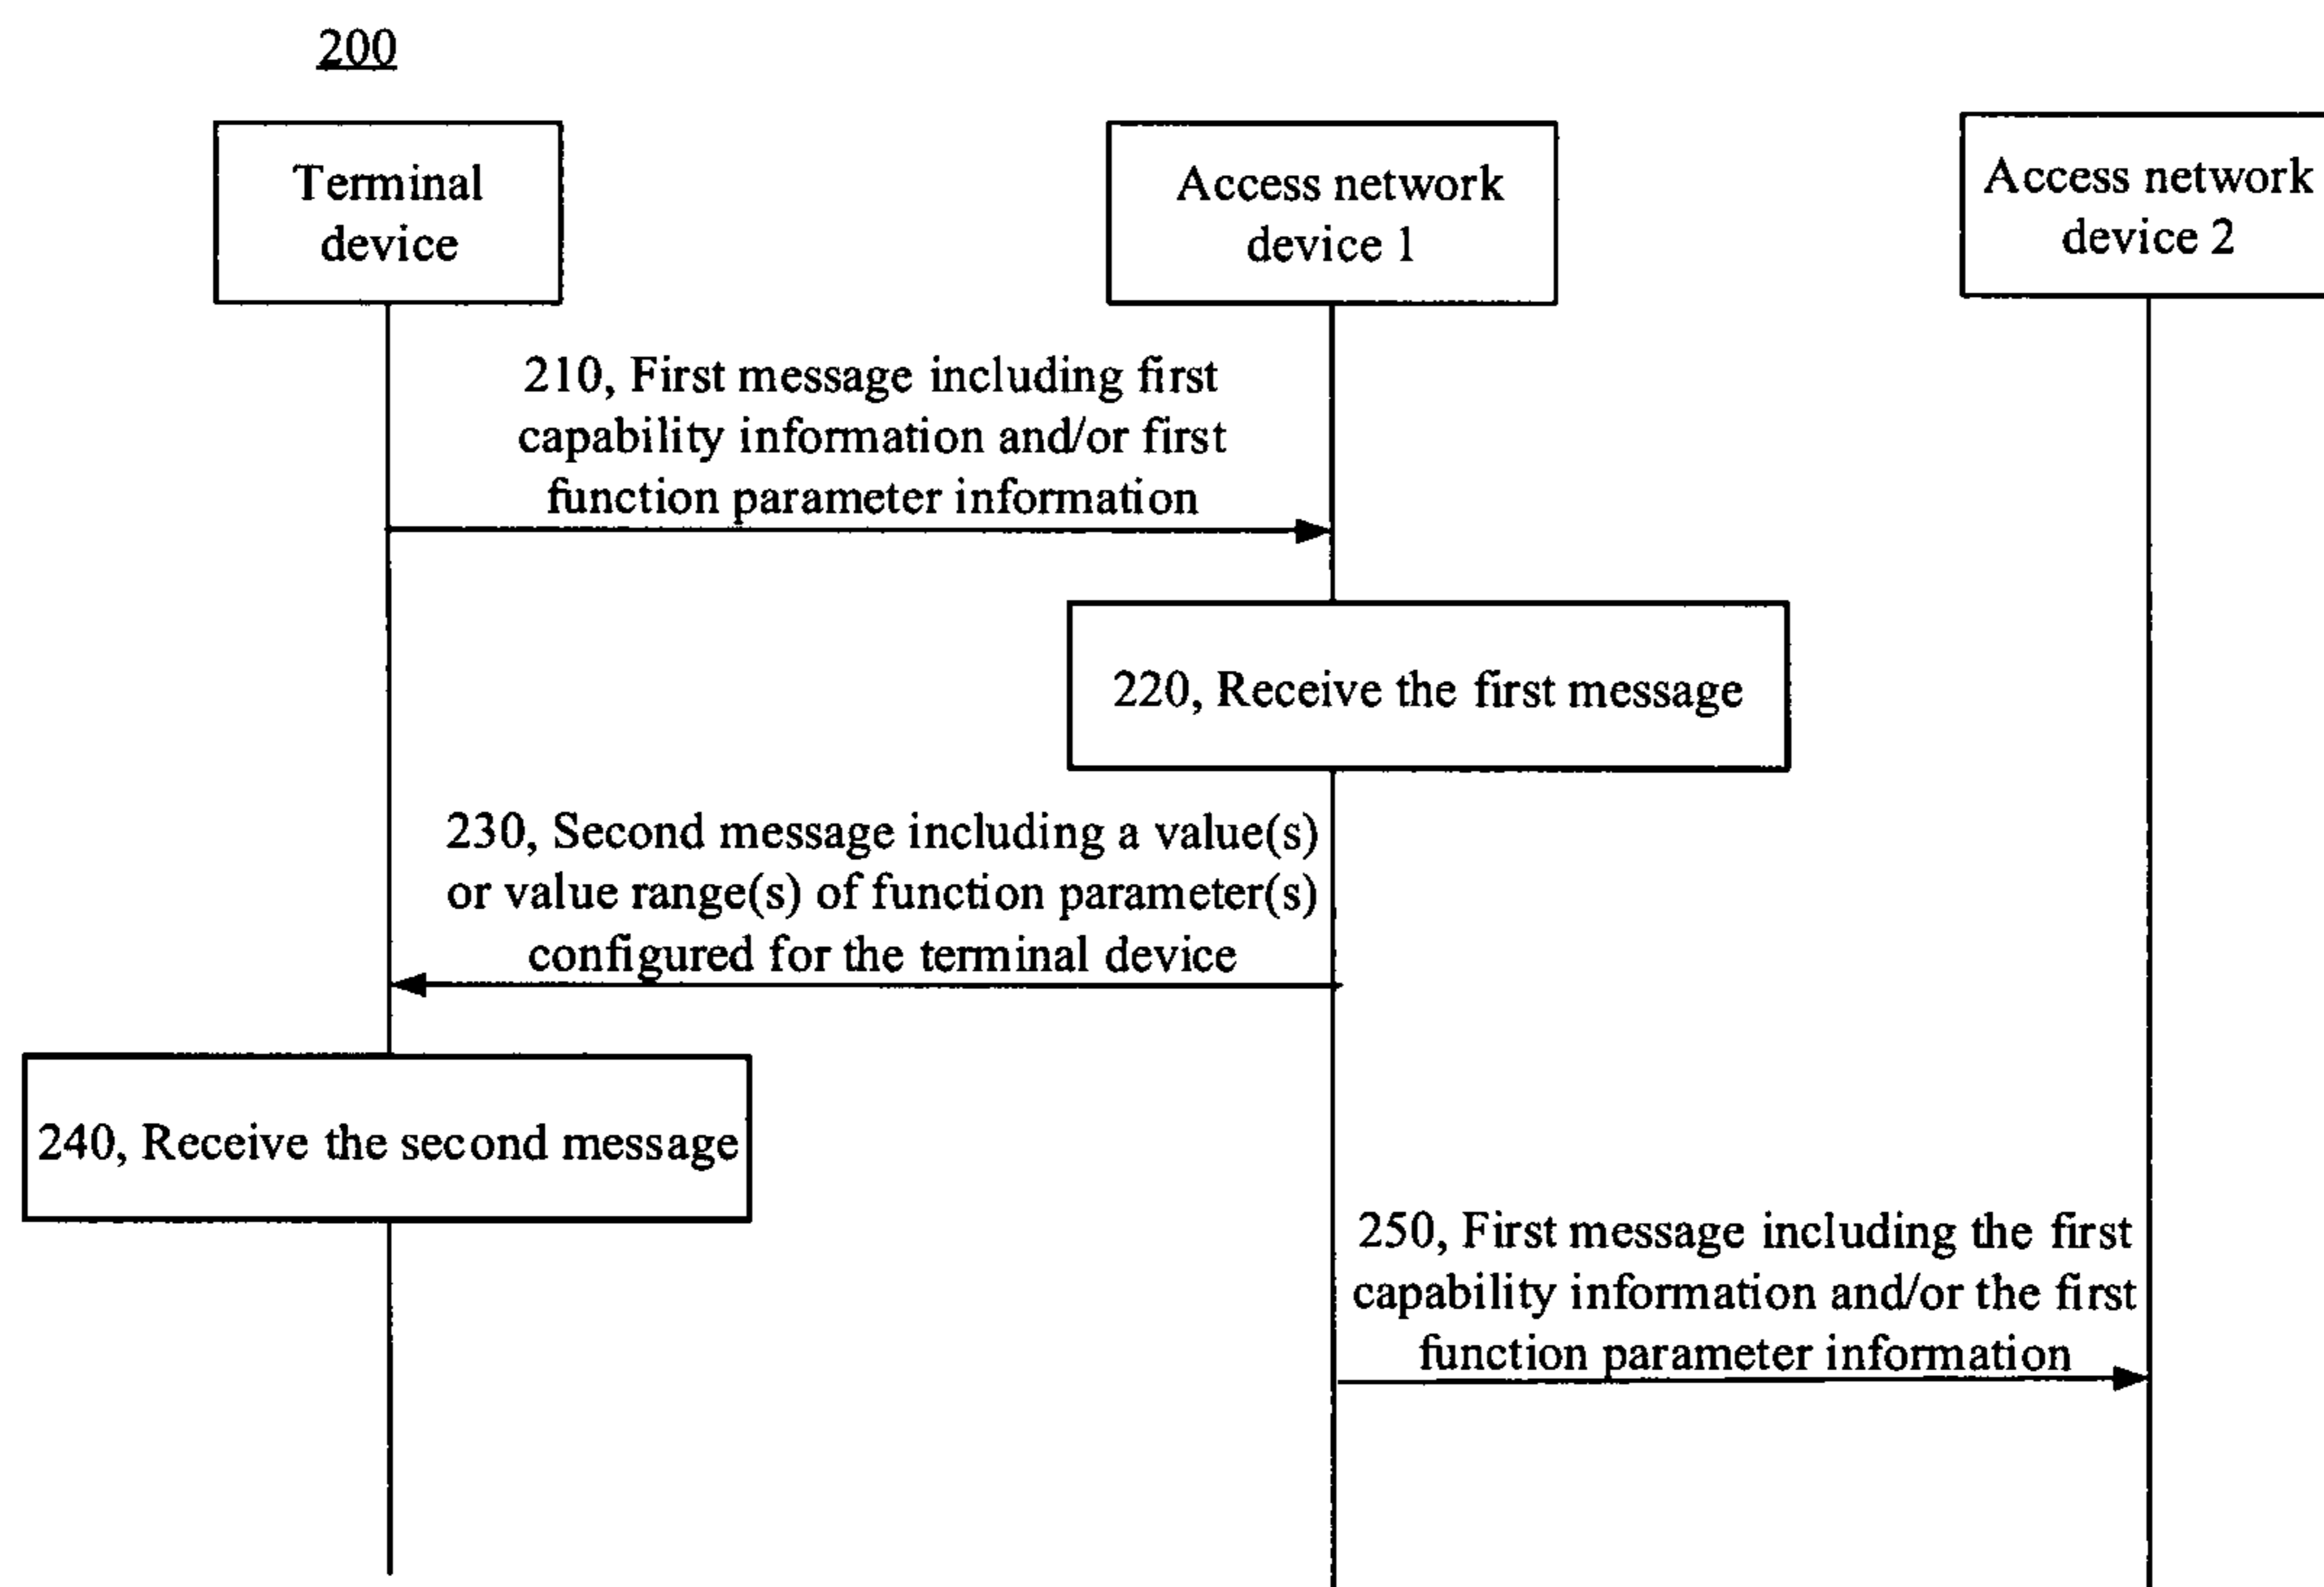 200
Terminal
device
Access network
device 1
Access network
device 2
210, First message including first
capability information and/or first
function parameter information
220, Receive the first message
230, Second message including a value(s)
or value range(s) of function parameter(s)
configured for the terminal device
240, Receive the second message
250, First message including the first
capability information and/or the first
function parameter information